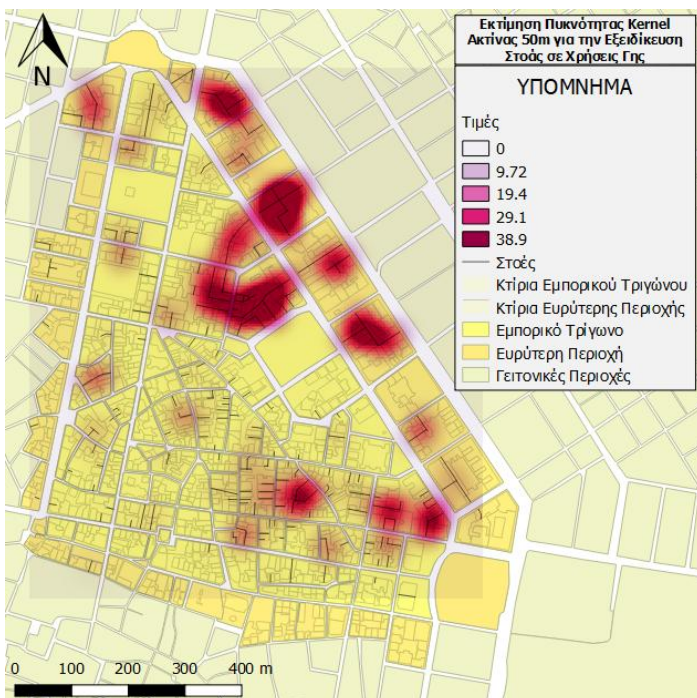 Εκτίμηση Πυκνότητας Kernel
Ακτίνας 50m για την Εξειδίκευση
Στοάς σε Χρήσεις Γης
ΥΠΟΜΝΗΜΑ
Τιμές
0
9.72
19.4
29.1
38.9
Στοές
Κτίρια Εμπορικού Τριγώνου
Κτίρια Ευρύτερης Περιοχής
Εμπορικό Τρίγωνο
Ευρύτερη Περιοχή
Γειτονικές Περιοχές
N
0 100 200 300 400 m